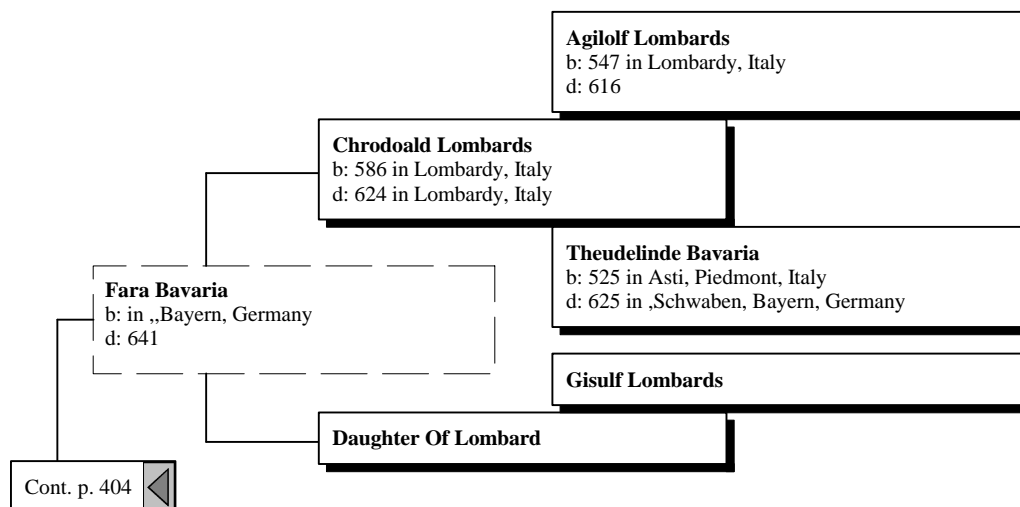 Agilolf Lombards
b: 547 in Lombardy, Italy
d: 616
Chrodoald Lombards
b: 586 in Lombardy, Italy
d: 624 in Lombardy, Italy
Theudelinde Bavaria
b: 525 in Asti, Piedmont, Italy
d: 625 in ,Schwaben, Bayern, Germany
Fara Bavaria
b: in ,,Bayern, Germany
d: 641
Gisulf Lombards
Daughter Of Lombard
Cont. p. 404